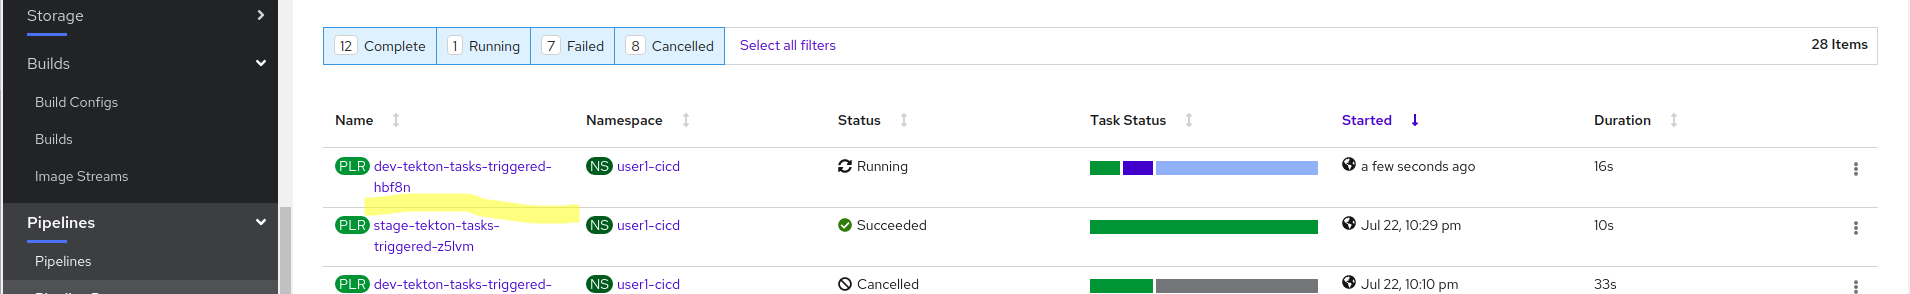 Storage
Builds
Build Configs
Builds
Image Streams
Pipelines
Pipelines
12 Complete 1 Running 7 Failed 8 Cancelled Select all filters 28 Items
Name Namespace Status Task Status Started Duration
PLR dev-tekton-tasks-triggered- NS user1-cicd Running a few seconds ago 16s
hbf8n
PLR stage-tekton-tasks- NS user1-cicd Succeeded Jul 22, 10:29 pm 10s
triggered-z5lvm
PLR dev-tekton-tasks-triggered- NS user1-cicd Cancelled Jul 22, 10:10 pm 33s